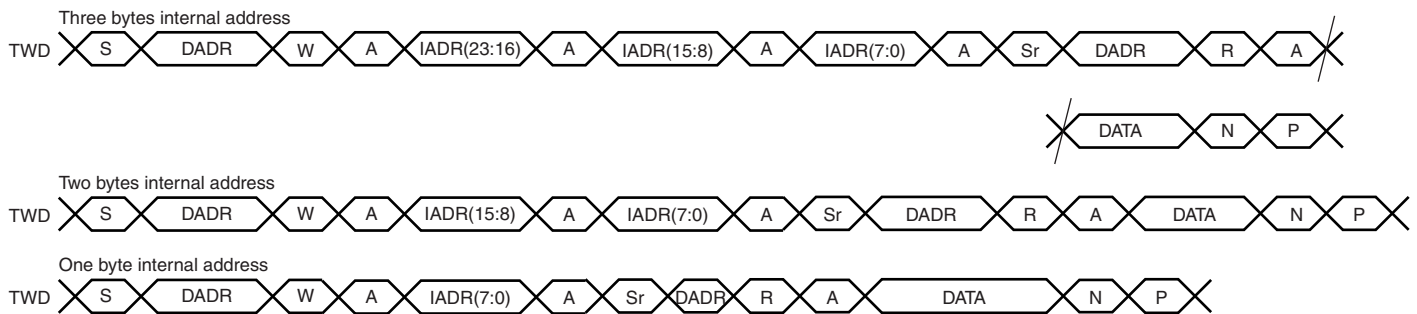 Three bytes internal address
TWD S DADR W A IADR(23:16) A IADR(15:8) A IADR(7:0) A Sr DADR R A
DATA N P
Two bytes internal address
TWD S DADR W A IADR(15:8) A IADR(7:0) A Sr DADR R A DATA N P
One byte internal address
TWD S DADR W A IADR(7:0) A Sr DADR R A DATA N P